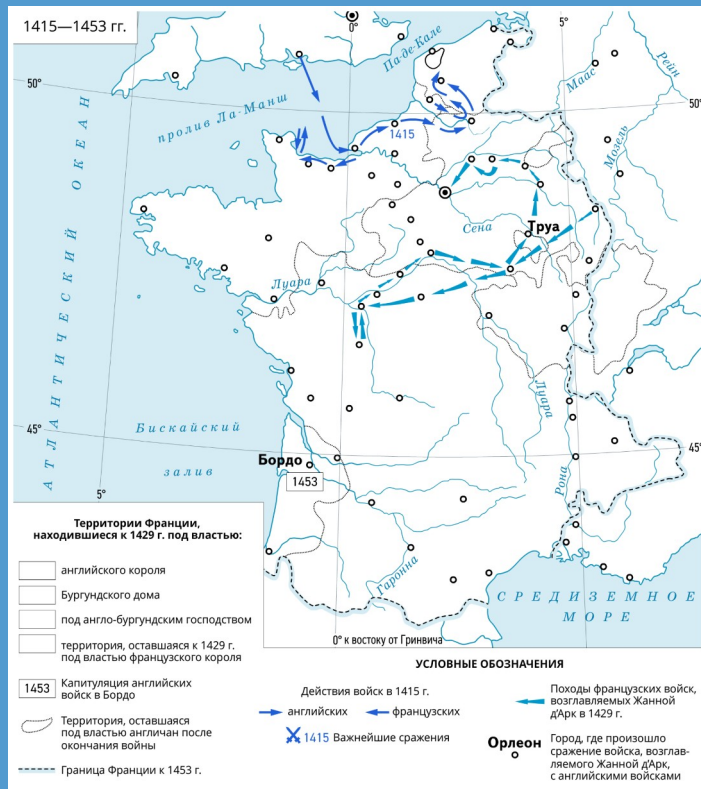 1415—1453 гг.
0°
5°
50°
50°
Па-де-Кале
Маас
Рейн
Мозель
пролив Ла-Манш
1415
АТЛАНТИЧЕСКИЙ ОКЕАН
Сена
Труа
Луара
Луара
45°
45°
Бискайский
залив
Бордо
1453
5°
Рона
Гаронна
СРЕДИЗЕМНОЕ
МОРЕ
0° к востоку от Гринвича
Территории Франции,
находившиеся к 1429 г. под властью:
английского короля
Бургундского дома
под англо-бургундским господством
территория, оставшаяся к 1429 г.
под властью французского короля
1453 Капитуляция английских
войск в Бордо
Территория, оставшаяся
под властью англичан после
окончания войны
Граница Франции к 1453 г.
УСЛОВНЫЕ ОБОЗНАЧЕНИЯ
Действия войск в 1415 г.
английских французских
1415 Важнейшие сражения
Походы французских войск,
возглавляемых Жанной
д'Арк в 1429 г.
Орлеон
Город, где произошло
сражение войска, возглав-
ляемого Жанной д'Арк,
с английскими войсками